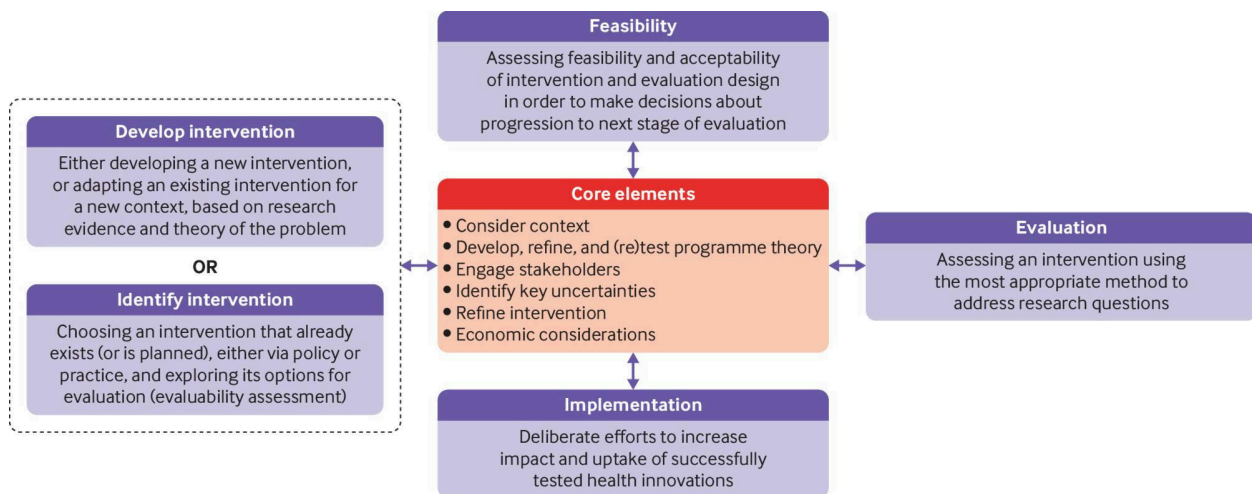 Feasibility
Assessing feasibility and acceptability
of intervention and evaluation design
in order to make decisions about
progression to next stage of evaluation
Develop intervention
Either developing a new intervention,
or adapting an existing intervention for
a new context, based on research
evidence and theory of the problem
OR
Identify intervention
Choosing an intervention that already
exists (or is planned), either via policy or
practice, and exploring its options for
evaluation (evaluability assessment)
Core elements
• Consider context
• Develop, refine, and (re)test programme theory
• Engage stakeholders
• Identify key uncertainties
• Refine intervention
• Economic considerations
Evaluation
Assessing an intervention using
the most appropriate method to
address research questions
Implementation
Deliberate efforts to increase
impact and uptake of successfully
tested health innovations